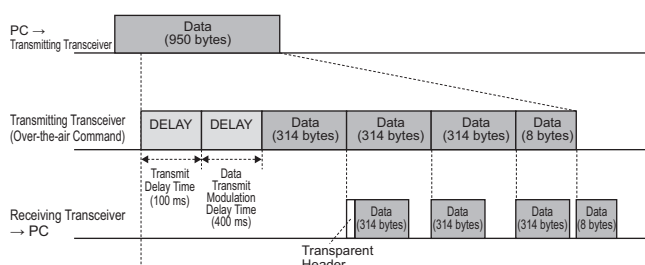 PC →
Transmitting Transceiver
Data
(950 bytes)
Transmitting Transceiver
(Over-the-air Command)
DELAY
DELAY
Data
(314 bytes)
Data
(314 bytes)
Data
(314 bytes)
Data
(8 bytes)
Transmit
Delay Time
(100 ms)
Data
Transmit
Modulation
Delay Time
(400 ms)
Receiving Transceiver
→ PC
Data
(314 bytes)
Data
(314 bytes)
Data
(314 bytes)
Data
(8 bytes)
Transparent
Header